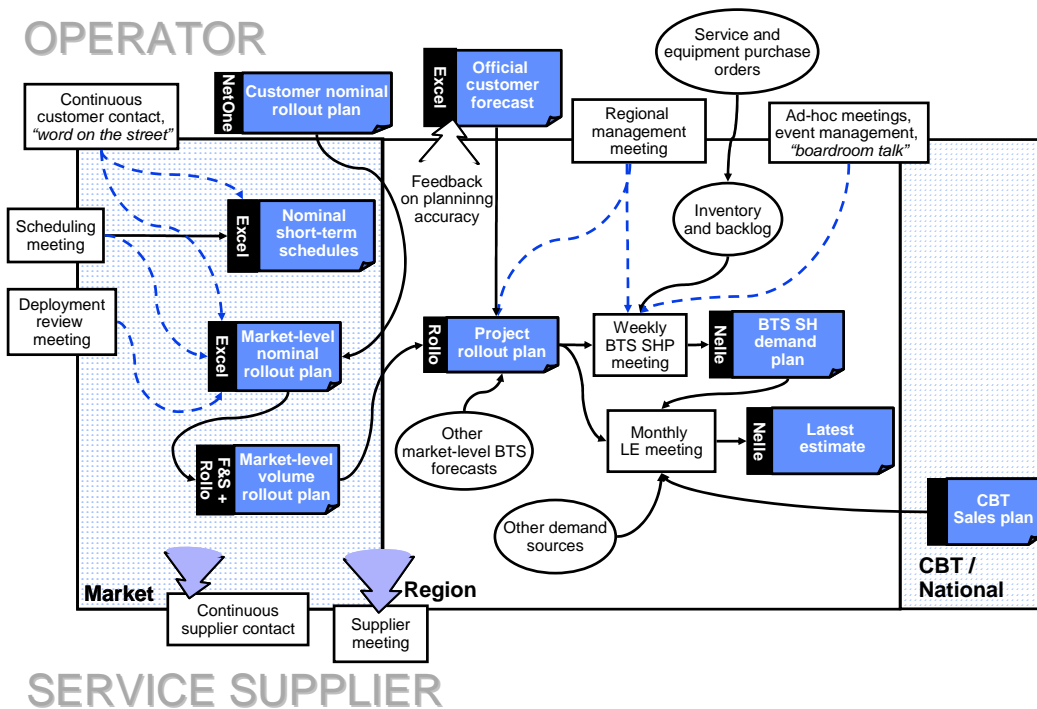 OPERATOR
Continuous
customer contact,
“word on the street”
NetOne
Customer nominal
rollout plan
Excel
Official
customer
forecast
Service and
equipment purchase
orders
Regional
management
meeting
Ad-hoc meetings,
event management,
“boardroom talk”
Feedback
on planninng
accuracy
Scheduling
meeting
Excel
Nominal
short-term
schedules
Inventory
and backlog
Deployment
review
meeting
Excel
Market-level
nominal
rollout plan
Rollo
Project
rollout plan
Weekly
BTS SHP
meeting
Nelle
BTS SH
demand
plan
F&S +
Rollo
Market-level
volume
rollout plan
Other
market-level BTS
forecasts
Monthly
LE meeting
Nelle
Latest
estimate
Other demand
sources
CBT
Sales plan
Market
Region
CBT /
National
Continuous
supplier contact
Supplier
meeting
SERVICE SUPPLIER